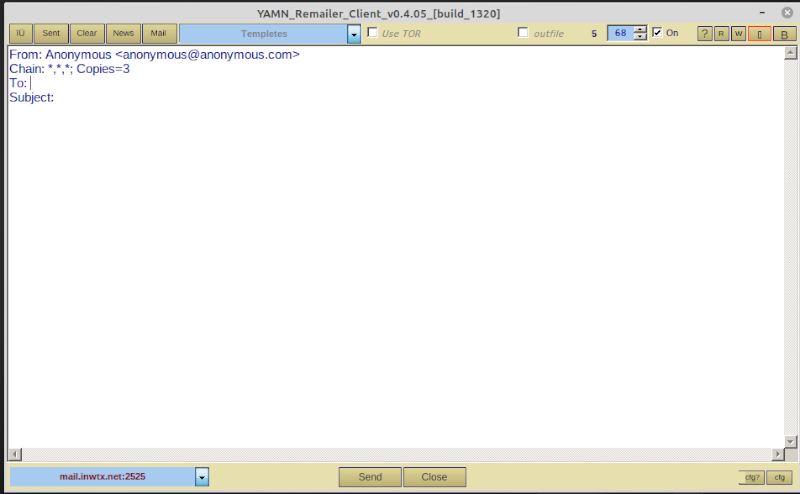 YAMN_Remailer_Client_v0.4.05_[build_1320]
IÜ Sent Clear News Mail Templetes Use TOR outfile 5 68 On ? R W B
From: Anonymous <anonymous@anonymous.com>
Chain: *,*,*; Copies=3
To:
Subject:
mail.inwtx.net:2525 Send Close cfg? cfg